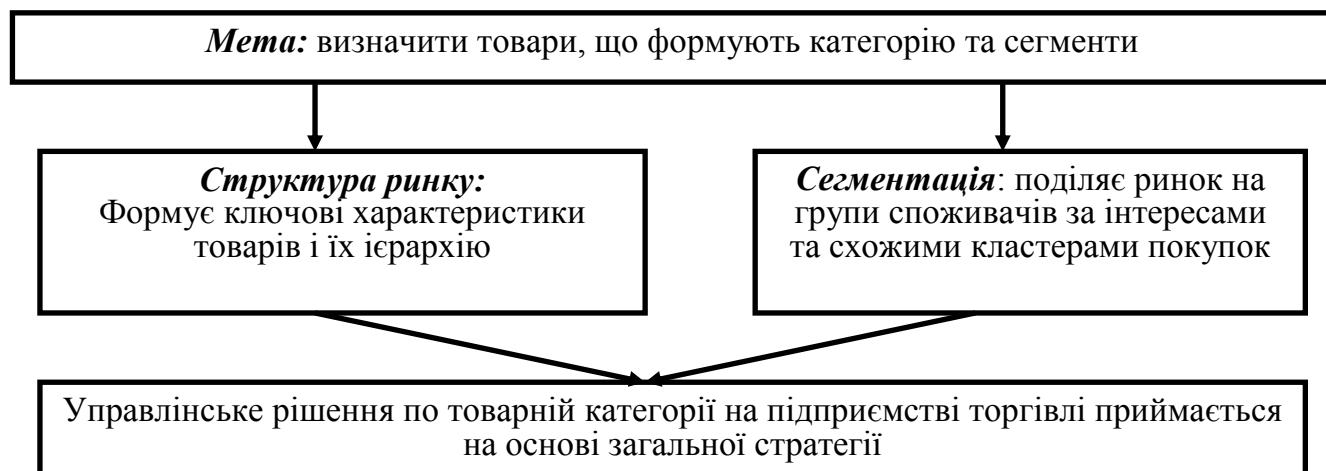 Мета: визначити товари, що формують категорію та сегменти
Структура ринку:
Формує ключові характеристики
товарів і їх ієрархію
Сегментація: поділяє ринок на
групи споживачів за інтересами
та схожими кластерами покупок
Управлінське рішення по товарній категорії на підприємстві торгівлі приймається
на основі загальної стратегії